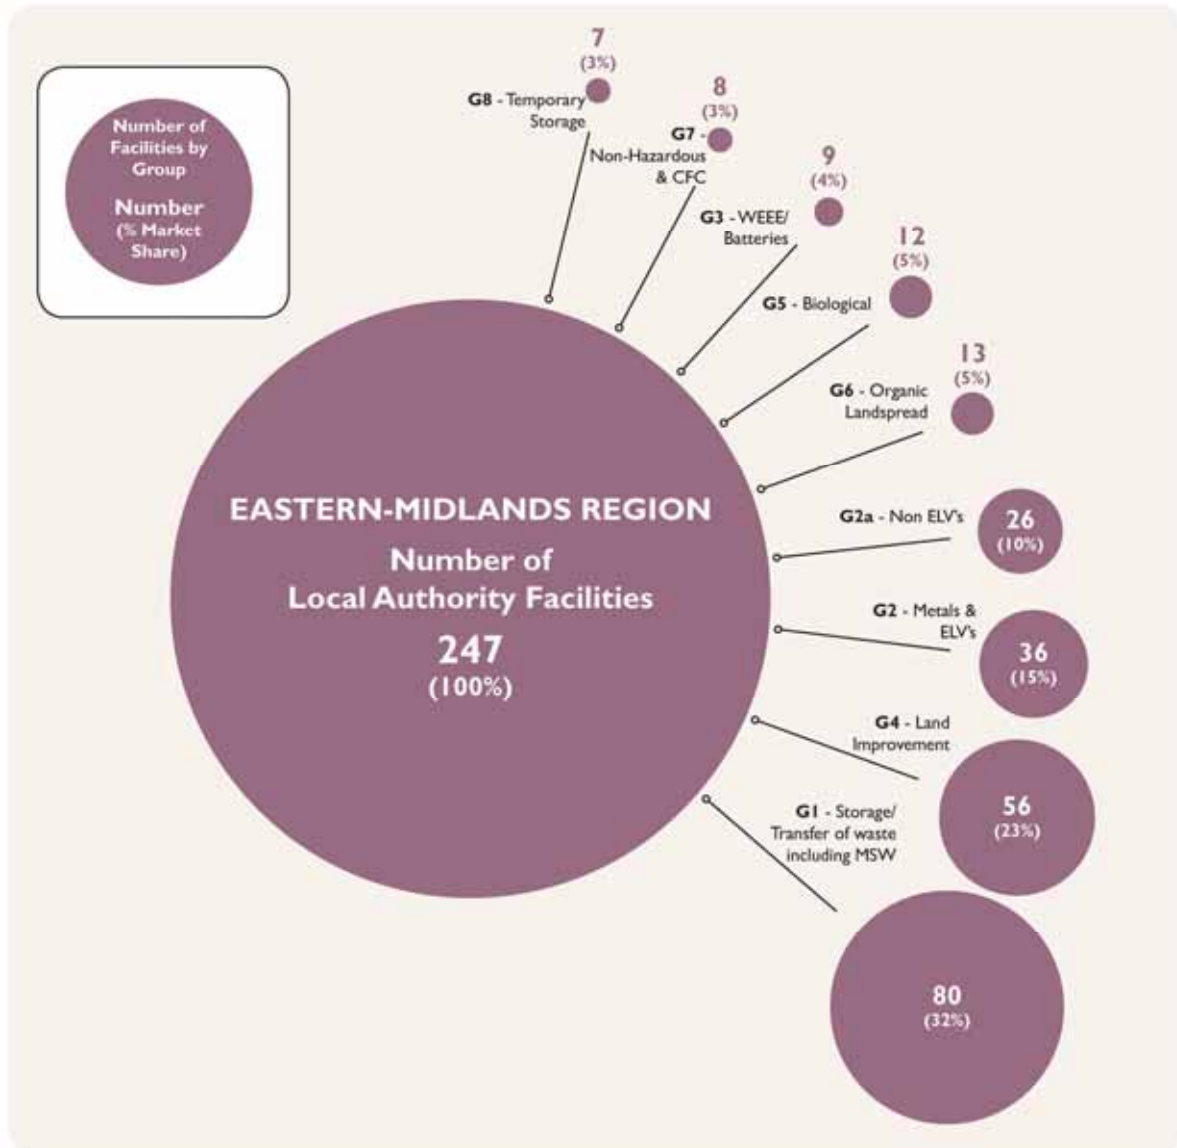 Number of
Facilities by
Group
Number
(% Market
Share)
7
(3%)
G8 - Temporary
Storage
8
(3%)
G7 -
Non-Hazardous
& CFC
9
(4%)
G3 - WEEE/
Batteries
12
(5%)
G5 - Biological
13
(5%)
G6 - Organic
Landspread
EASTERN-MIDLANDS REGION
Number of
Local Authority Facilities
247
(100%)
G2a - Non ELV's
26
(10%)
G2 - Metals &
ELV's
36
(15%)
G4 - Land
Improvement
56
(23%)
G1 - Storage/
Transfer of waste
including MSW
80
(32%)